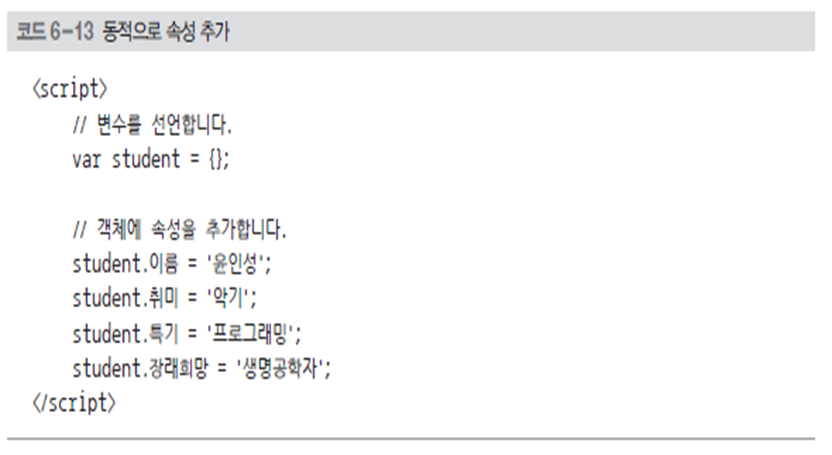 코드 6-13 동적으로 속성 추가
<script>
// 변수를 선언합니다.
var student = {};
// 객체에 속성을 추가합니다.
student.이름 = '윤인성';
student.취미 = '악기';
student.특기 = '프로그래밍';
student.장래희망 = '생명공학자';
</script>